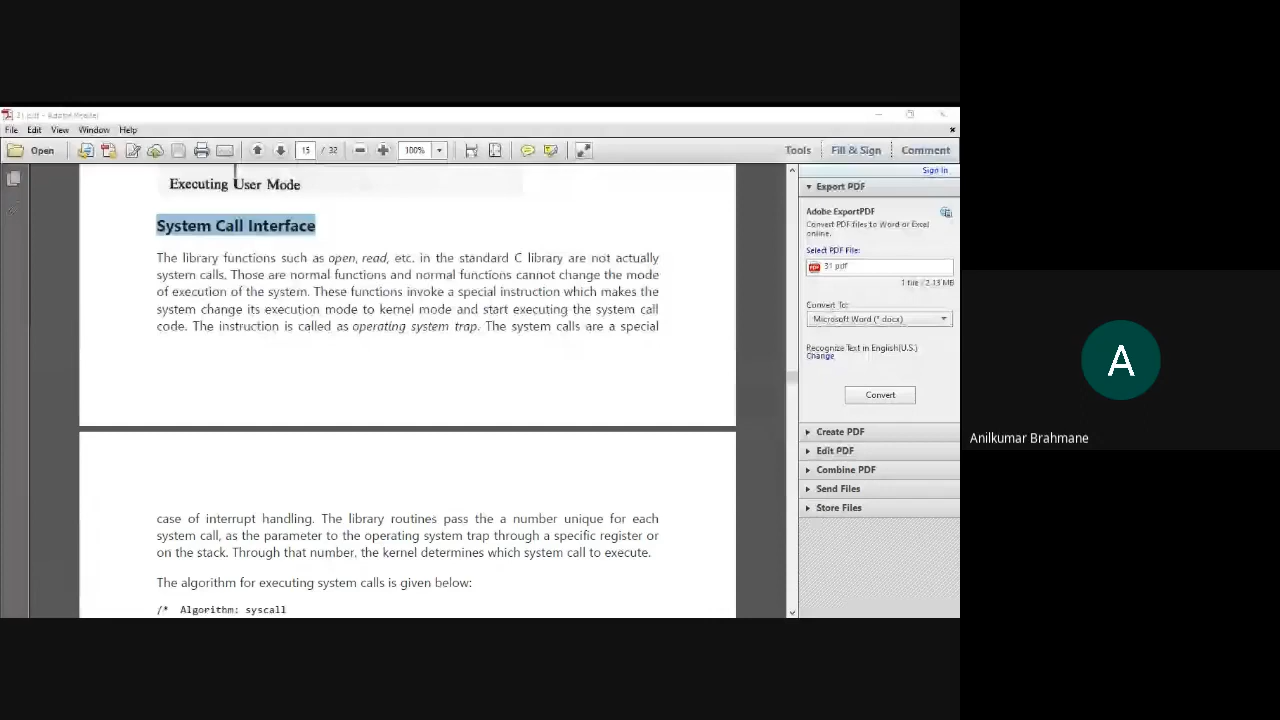 31.pdf - Adobe Reader
File Edit View Window Help
Open 15 / 32 100% Tools Fill & Sign Comment
Executing User Mode
System Call Interface
The library functions such as open, read, etc. in the standard C library are not actually
system calls. Those are normal functions and normal functions cannot change the mode
of execution of the system. These functions invoke a special instruction which makes the
system change its execution mode to kernel mode and start executing the system call
code. The instruction is called as operating system trap. The system calls are a special
case of interrupt handling. The library routines pass the a number unique for each
system call, as the parameter to the operating system trap through a specific register or
on the stack. Through that number, the kernel determines which system call to execute.
The algorithm for executing system calls is given below:
/* Algorithm: syscall
Sign In
Export PDF
Adobe ExportPDF
Convert PDF files to Word or Excel
online.
Select PDF File:
31.pdf
1 file / 2.13 MB
Convert To:
Microsoft Word (*.docx)
Recognize Text in English(U.S.)
Change
Convert
Create PDF
Edit PDF
Combine PDF
Send Files
Store Files
A
Anilkumar Brahmane